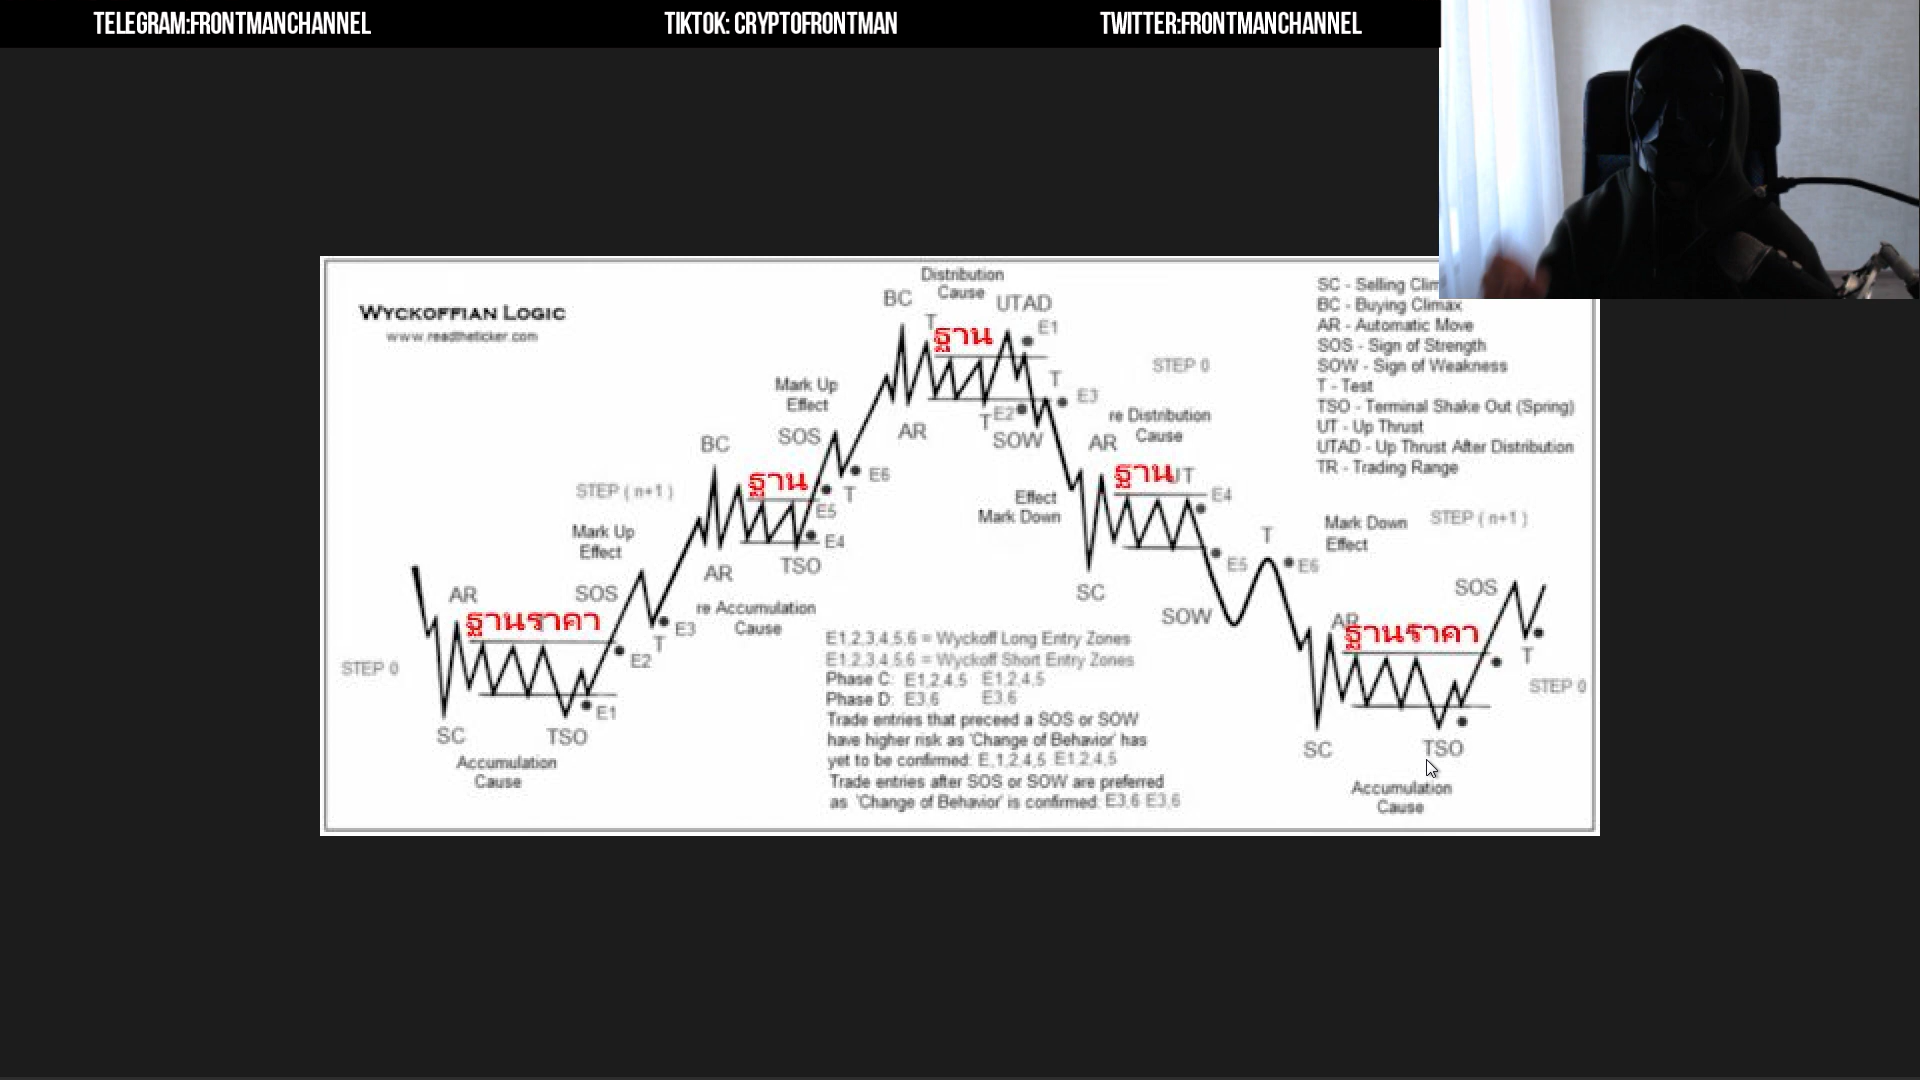 TELEGRAM:FRONTMANCHANNEL
TIKTOK: CRYPTOFRONTMAN
TWITTER:FRONTMANCHANNEL
WYCKOFFIAN LOGIC
www.readtheticker.com
Distribution
Cause
BC
UTAD
T
ฐาน
E1
STEP 0
Mark Up
Effect
T
E3
E2
T
SOW
AR
SOS
re Distribution
Cause
AR
BC
ฐาน
E6
T
E5
E4
TSO
AR
STEP ( n+1 )
Mark Up
Effect
ฐาน
UT
E4
Effect
Mark Down
T
Mark Down
Effect
STEP ( n+1 )
E5
E6
SC
SOW
AR
SOS
ฐานราคา
re Accumulation
Cause
E3
T
E2
STEP 0
E1
SC
TSO
Accumulation
Cause
SOS
AR
ฐานราคา
T
STEP 0
SC
TSO
Accumulation
Cause
E1,2,3,4,5,6 = Wyckoff Long Entry Zones
E1,2,3,4,5,6 = Wyckoff Short Entry Zones
Phase C: E1,2,4,5 E1,2,4,5
Phase D: E3,6 E3,6
Trade entries that preceed a SOS or SOW
have higher risk as 'Change of Behavior' has
yet to be confirmed: E,1,2,4,5 E1,2,4,5
Trade entries after SOS or SOW are preferred
as 'Change of Behavior' is confirmed: E3,6 E3,6
SC - Selling Clim
BC - Buying Climax
AR - Automatic Move
SOS - Sign of Strength
SOW - Sign of Weakness
T - Test
TSO - Terminal Shake Out (Spring)
UT - Up Thrust
UTAD - Up Thrust After Distribution
TR - Trading Range